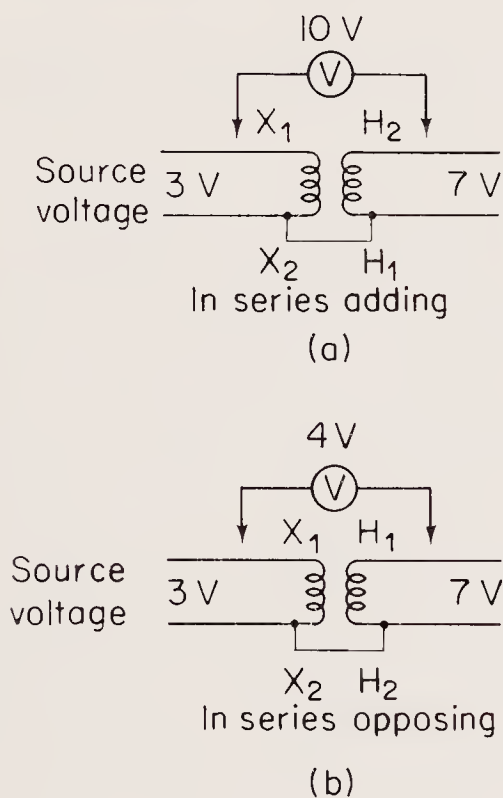 10 V
V
X₁ H₂
Source voltage 3 V 7 V
X₂ H₁
In series adding
(a)
4 V
V
X₁ H₁
Source voltage 3 V 7 V
X₂ H₂
In series opposing
(b)